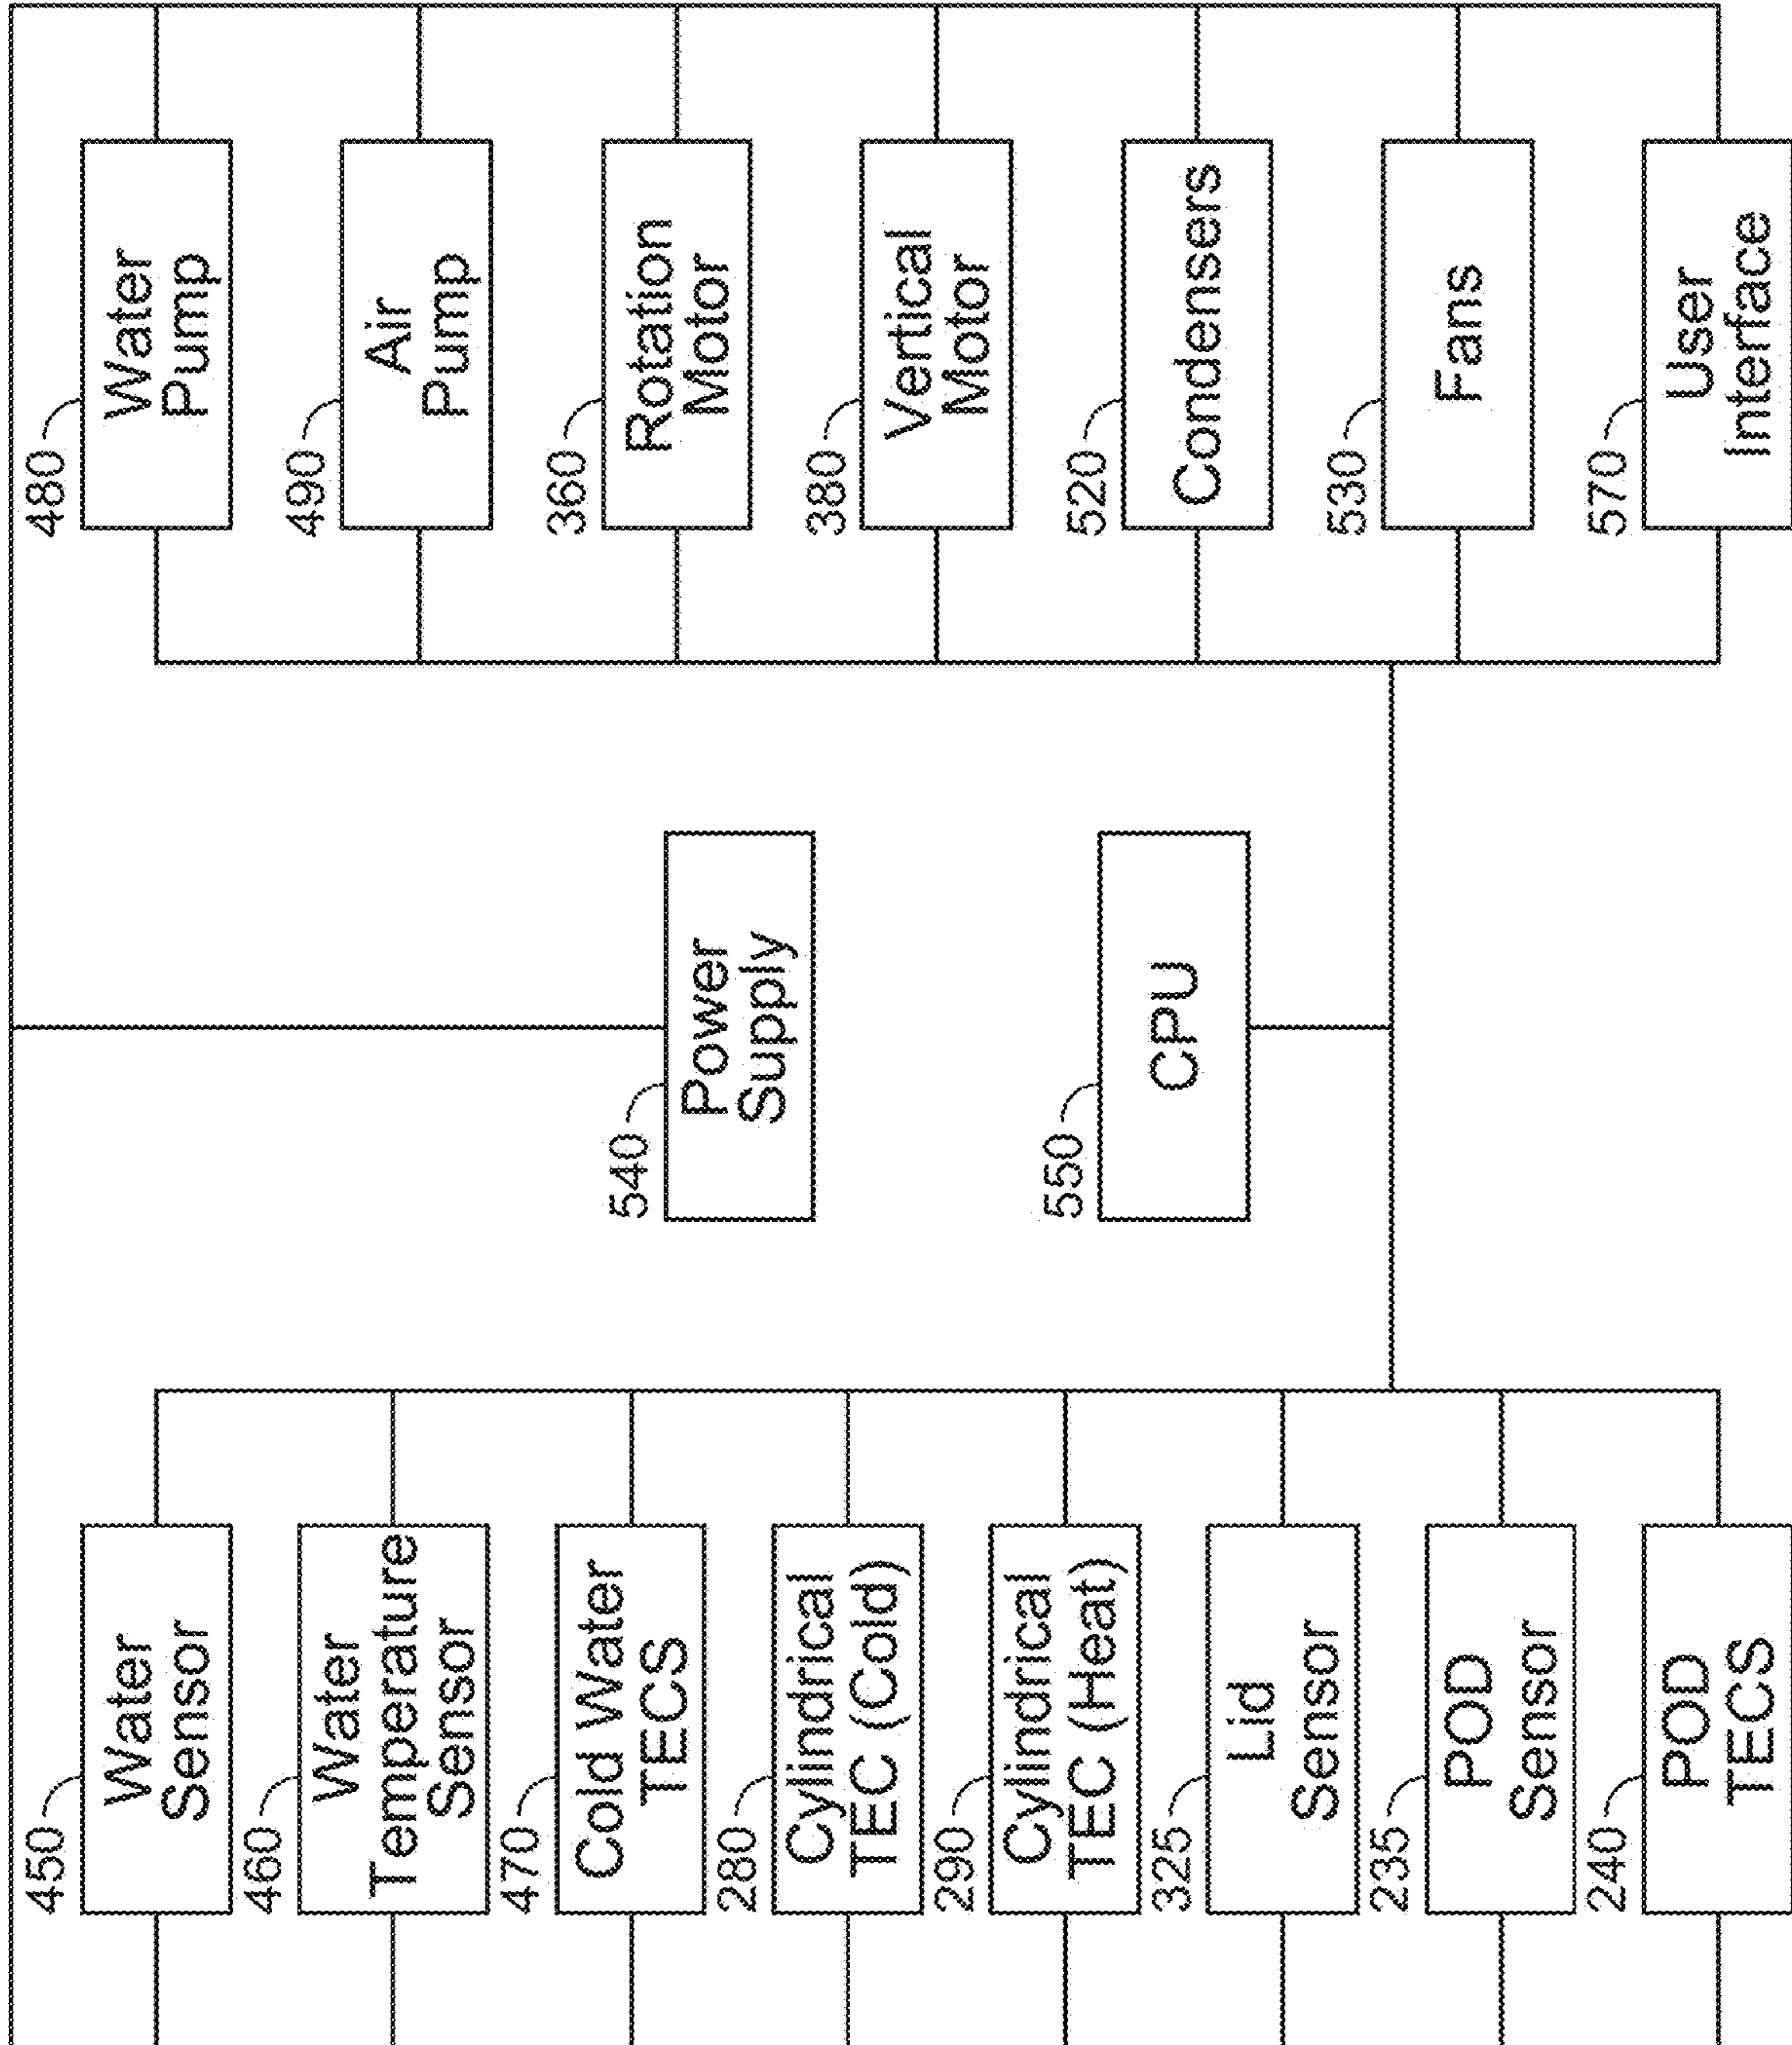 450
Water
Sensor
460
Water
Temperature
Sensor
470
Cold Water
TECS
280
Cylindrical
TEC (Cold)
290
Cylindrical
TEC (Heat)
325
Lid
Sensor
235
POD
Sensor
240
POD
TECS
540
Power
Supply
550
CPU
480
Water
Pump
490
Air
Pump
360
Rotation
Motor
380
Vertical
Motor
520
Condensers
530
Fans
570
User
Interface